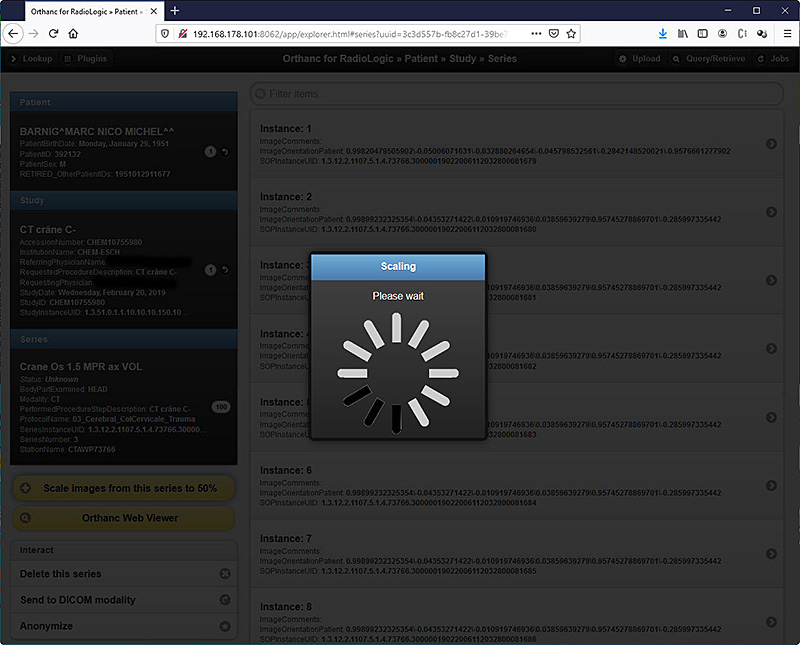 Orthanc for RadioLogic » Patient »
192.168.178.101:8062/app/explorer.html#series?uuid=3c3d557b-fb8c27d1-39be
Lookup
Plugins
Orthanc for RadioLogic » Patient » Study » Series
Upload
Query/Retrieve
Jobs
Patient
BARNIG^MARC NICO MICHEL^^
PatientBirthDate: Monday, January 29, 1951
PatientID: 392132
PatientSex: M
RETIRED_OtherPatientIDs: 1951012911677
1
Study
CT crâne C-
AccessionNumber: CHEM10755980
InstitutionName: CHEM-ESCH
ReferringPhysicianName:
RequestedProcedureDescription: CT crâne C-
RequestingPhysician
StudyDate: Wednesday, February 20, 2019
StudyID: CHEM10755980
StudyInstanceUID: 1.3.51.0.1.1.10.10.10.150.10...
1
Series
Crane Os 1.5 MPR ax VOL
Status: Unknown
BodyPartExamined: HEAD
Modality: CT
PerformedProcedureStepDescription: CT crâne C-
ProtocolName: 03_Cerebral_ColCervicale_Trauma
SeriesInstanceUID: 1.3.12.2.1107.5.1.4.73766.30000...
SeriesNumber: 3
StationName: CTAWP73766
100
Scale images from this series to 50%
Orthanc Web Viewer
Interact
Delete this series
Send to DICOM modality
Anonymize
Filter items...
Instance: 1
ImageComments:
ImageOrientationPatient: 0.99820479505902\-0.05006071631\-0.032880264654\-0.045798532561\-0.2842148520021\-0.9576661277902
SOPInstanceUID: 1.3.12.2.1107.5.1.4.73766.30000019022006112032800081679
Instance: 2
ImageComments:
ImageOrientationPatient: 0.99899232325354\-0.04353271422\-0.010919746936\0.03859639279\0.95745278869701\-0.285997335442
SOPInstanceUID: 1.3.12.2.1107.5.1.4.73766.30000019022006112032800081680
Instance:
ImageComments
ImageOrientation
010919746936\0.03859639279\0.95745278869701\-0.285997335442
SOPInstanceUID:
81681
Instance:
ImageComments
ImageOrientation
010919746936\0.03859639279\0.95745278869701\-0.285997335442
SOPInstanceUID:
81682
Instance:
ImageComments
ImageOrientation
010919746936\0.03859639279\0.95745278869701\-0.285997335442
SOPInstanceUID: 1.3.12.2.1107.5.1.4.73766.30000019022006112032800081683
Instance: 6
ImageComments:
ImageOrientationPatient: 0.99899232325354\-0.04353271422\-0.010919746936\0.03859639279\0.95745278869701\-0.285997335442
SOPInstanceUID: 1.3.12.2.1107.5.1.4.73766.30000019022006112032800081684
Instance: 7
ImageComments:
ImageOrientationPatient: 0.99899232325354\-0.04353271422\-0.010919746936\0.03859639279\0.95745278869701\-0.285997335442
SOPInstanceUID: 1.3.12.2.1107.5.1.4.73766.30000019022006112032800081685
Instance: 8
ImageComments:
ImageOrientationPatient: 0.99899232325354\-0.04353271422\-0.010919746936\0.03859639279\0.95745278869701\-0.285997335442
SOPInstanceUID: 1.3.12.2.1107.5.1.4.73766.30000019022006112032800081686
Scaling
Please wait